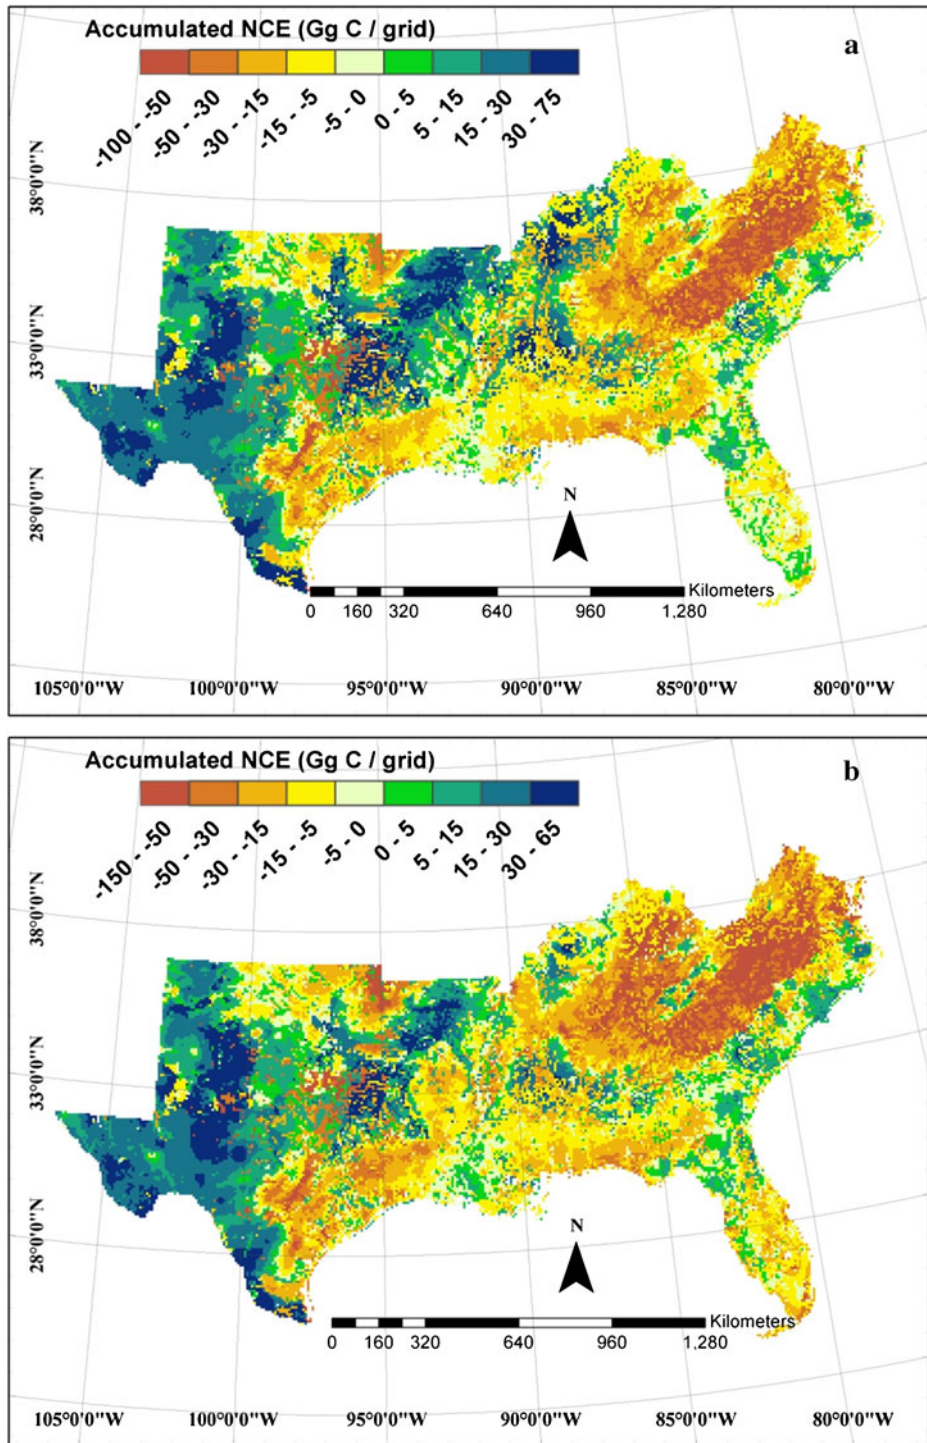 Accumulated NCE (Gg C / grid)
a
-100 - -50
-50 - -30
-30 - -15
-15 - -5
-5 - 0
0 - 5
5 - 15
15 - 30
30 - 75
38°0'0"N
33°0'0"N
28°0'0"N
N
Kilometers
0 160 320 640 960 1,280
105°0'0"W 100°0'0"W 95°0'0"W 90°0'0"W 85°0'0"W 80°0'0"W
Accumulated NCE (Gg C / grid)
b
-150 - -50
-50 - -30
-30 - -15
-15 - -5
-5 - 0
0 - 5
5 - 15
15 - 30
30 - 65
38°0'0"N
33°0'0"N
28°0'0"N
N
Kilometers
0 160 320 640 960 1,280
105°0'0"W 100°0'0"W 95°0'0"W 90°0'0"W 85°0'0"W 80°0'0"W